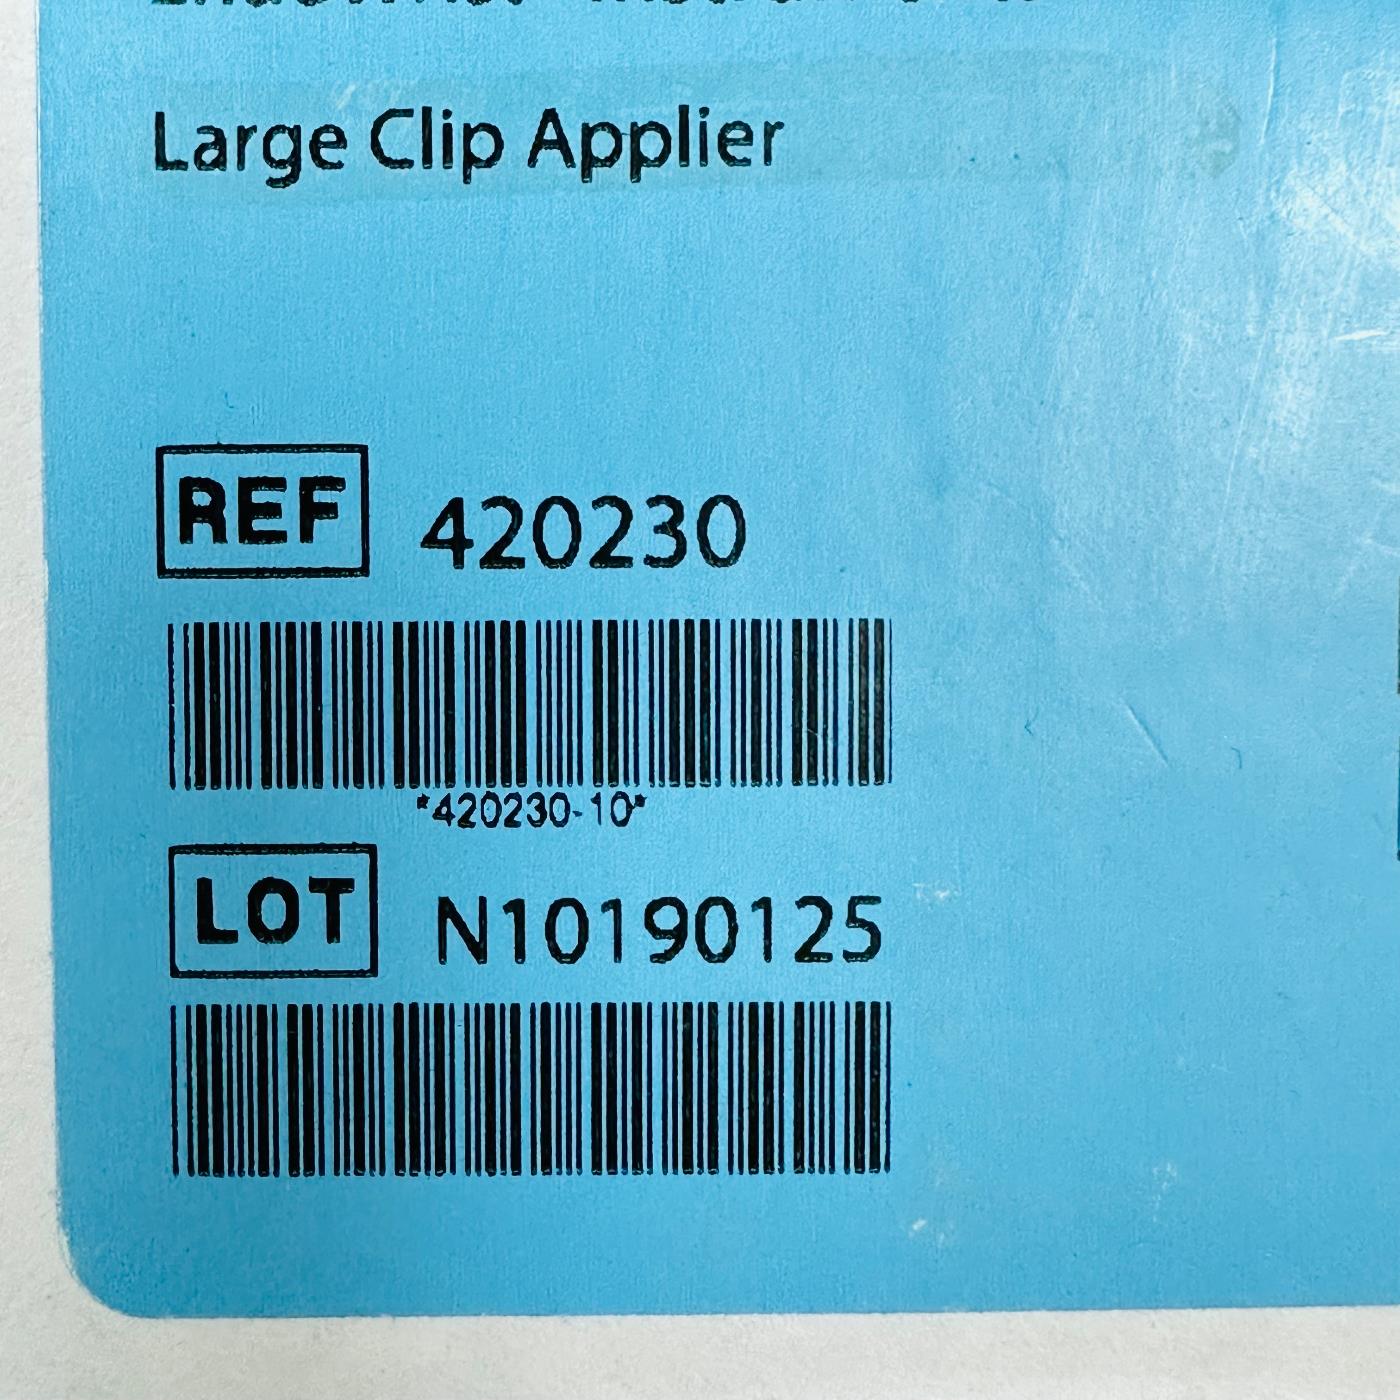 Large Clip Applier
REF 420230
*420230-10*
LOT N10190125